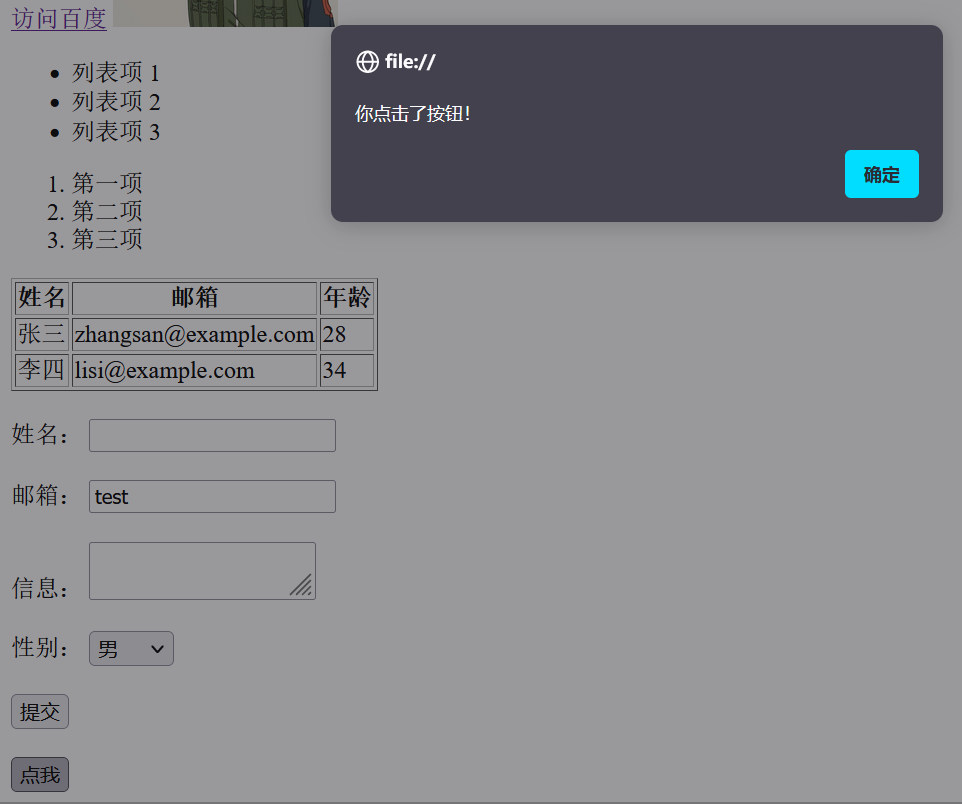 访问百度
file://
你点击了按钮!
确定
• 列表项 1
• 列表项 2
• 列表项 3
1. 第一项
2. 第二项
3. 第三项
姓名 邮箱 年龄
张三 zhangsan@example.com 28
李四 lisi@example.com 34
姓名：
邮箱： test
信息：
性别： 男
提交
点我